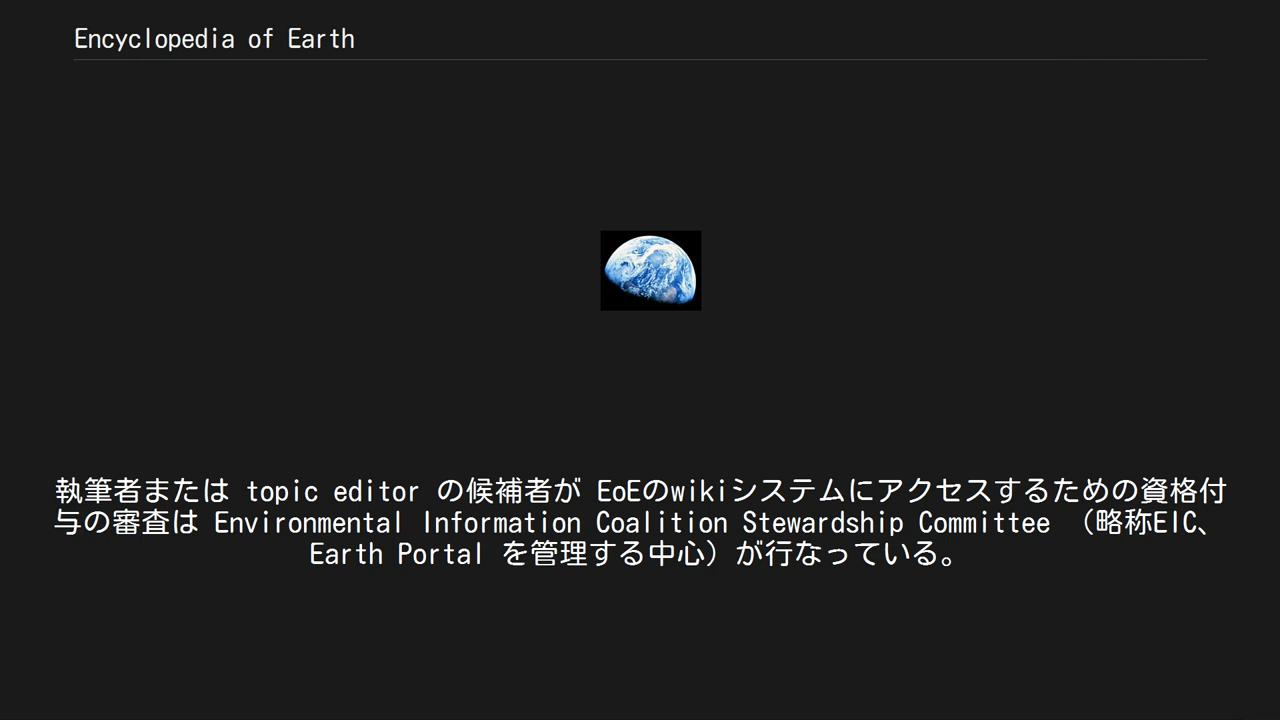 Encyclopedia of Earth
執筆者または topic editor の候補者が EoEのwikiシステムにアクセスするための資格付
与の審査は Environmental Information Coalition Stewardship Committee （略称EIC、
Earth Portal を管理する中心）が行なっている。